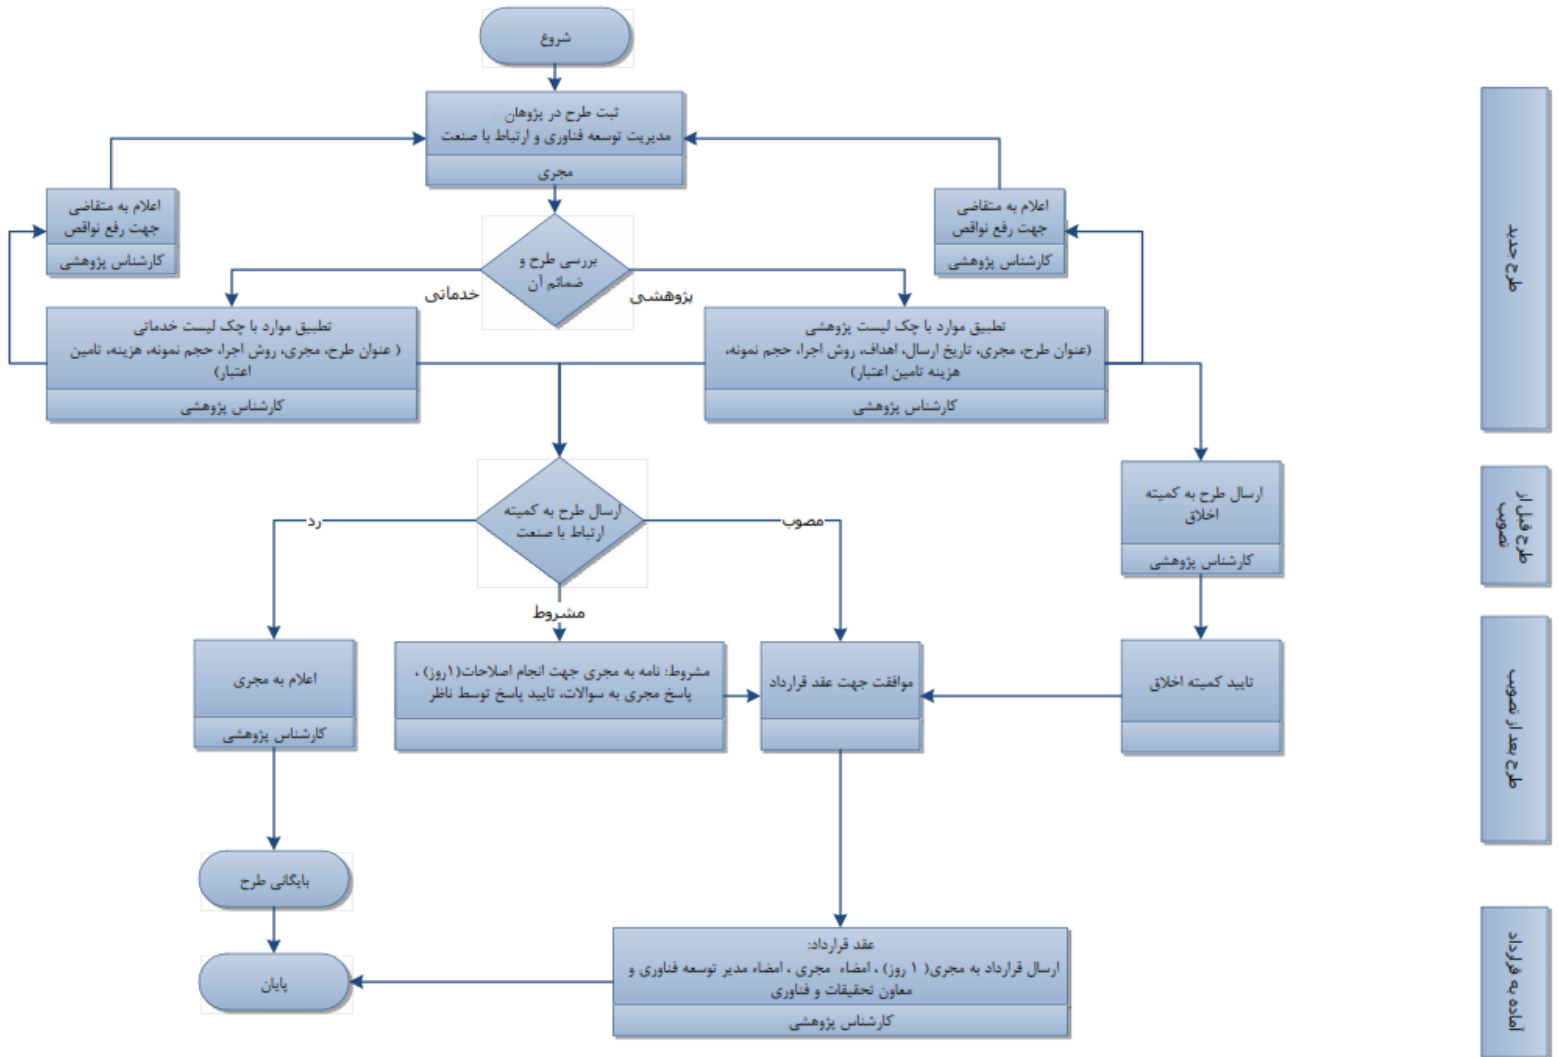 شروع
ثبت طرح در پژوهان
مدیریت توسعه فناوری و ارتباط با صنعت
مجری
اعلام به متقاضی
جهت رفع نواقص
کارشناس پژوهشی
اعلام به متقاضی
جهت رفع نواقص
کارشناس پژوهشی
بررسی طرح و
ضمائم آن
پژوهشی
خدماتی
تطبیق موارد با چک لیست پژوهشی
(عنوان طرح، مجری، تاریخ ارسال، اهداف، روش اجرا، حجم نمونه،
هزینه تامین اعتبار)
کارشناس پژوهشی
تطبیق موارد با چک لیست خدماتی
( عنوان طرح، مجری، روش اجرا، حجم نمونه، هزینه، تامین
اعتبار)
کارشناس پژوهشی
طرح جدید
ارسال طرح به کمیته
اخلاق
کارشناس پژوهشی
ارسال طرح به کمیته
ارتباط با صنعت
مصوب
رد
مشروط
طرح قبل از
تصویب
تایید کمیته اخلاق
موافقت جهت عقد قرارداد
مشروط: نامه به مجری جهت انجام اصلاحات(۱روز) ،
پاسخ مجری به سوالات، تایید پاسخ توسط ناظر
اعلام به مجری
کارشناس پژوهشی
طرح بعد از تصویب
بایگانی طرح
عقد قرارداد:
ارسال قرارداد به مجری( ۱ روز) ، امضاء مجری ، امضاء مدیر توسعه فناوری و
معاون تحقیقات و فناوری
کارشناس پژوهشی
پایان
آماده به قرارداد